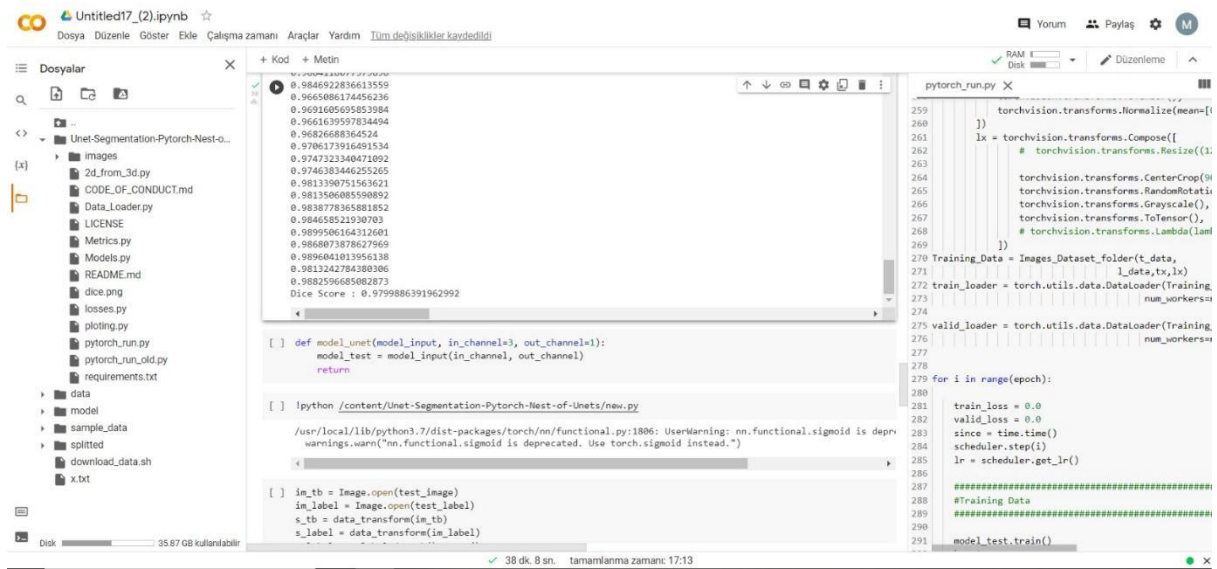 CO Untitled17_(2).ipynb ☆
Dosya Düzenle Göster Ekle Çalışma zamanı Araçlar Yardım Tüm değişiklikler kaydedildi
Yorum Paylaş M
Dosyalar
..
Unet-Segmentation-Pytorch-Nest-o...
images
2d_from_3d.py
CODE_OF_CONDUCT.md
Data_Loader.py
LICENSE
Metrics.py
Models.py
README.md
dice.png
losses.py
ploting.py
pytorch_run.py
pytorch_run_old.py
requirements.txt
data
model
sample_data
splitted
download_data.sh
x.txt
Disk 35.87 GB kullanılabilir
+ Kod + Metin
RAM
Disk
Düzenleme
0.9846922836613559
0.9665086174456236
0.9691605695853984
0.9661639597834494
0.96826688364524
0.9706173916491534
0.9747323340471092
0.9746383446255265
0.9813390751563621
0.9813506085590892
0.9838778365881852
0.984658521930703
0.9899506164312601
0.9868073878627969
0.9896041013956138
0.9813242784380306
0.9882596685082873
Dice Score : 0.9799886391962992
[ ] def model_unet(model_input, in_channel=3, out_channel=1):
model_test = model_input(in_channel, out_channel)
return
[ ] !python /content/Unet-Segmentation-Pytorch-Nest-of-Unets/new.py
/usr/local/lib/python3.7/dist-packages/torch/nn/functional.py:1806: UserWarning: nn.functional.sigmoid is depr
warnings.warn("nn.functional.sigmoid is deprecated. Use torch.sigmoid instead.")
[ ] im_tb = Image.open(test_image)
im_label = Image.open(test_label)
s_tb = data_transform(im_tb)
s_label = data_transform(im_label)
pytorch_run.py
259 torchvision.transforms.Normalize(mean=[
260 ])
261 lx = torchvision.transforms.Compose([
262 # torchvision.transforms.Resize((12
263
264 torchvision.transforms.CenterCrop(96
265 torchvision.transforms.RandomRotati
266 torchvision.transforms.Grayscale(),
267 torchvision.transforms.ToTensor(),
268 # torchvision.transforms.Lambda(lam
269 ])
270 Training_Data = Images_Dataset_folder(t_data,
271 l_data,tx,lx)
272 train_loader = torch.utils.data.DataLoader(Training_
273 num_workers=
274
275 valid_loader = torch.utils.data.DataLoader(Training_
276 num_workers=
277
278
279 for i in range(epoch):
280
281 train_loss = 0.0
282 valid_loss = 0.0
283 since = time.time()
284 scheduler.step(i)
285 lr = scheduler.get_lr()
286
287 ##########################################
288 #Training Data
289 ##########################################
290
291 model_test.train()
38 dk. 8 sn. tamamlanma zamanı: 17:13